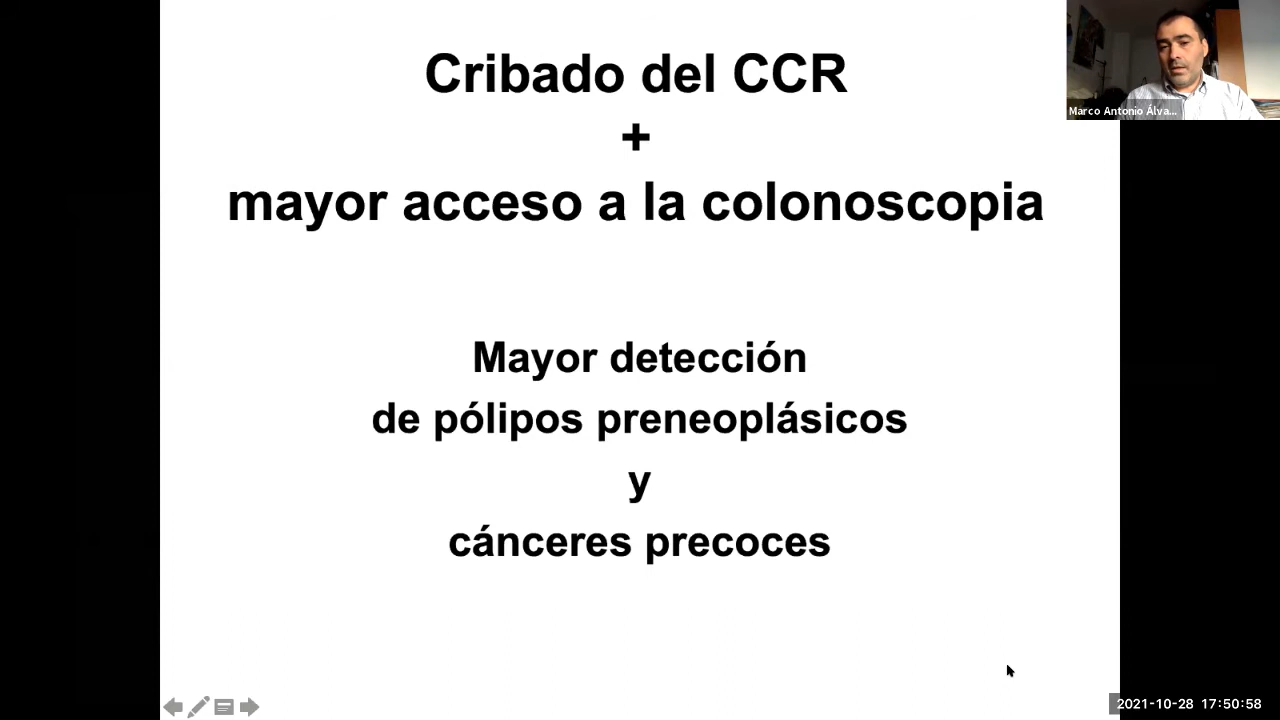 Cribado del CCR
+
mayor acceso a la colonoscopia
Mayor detección
de pólipos preneoplásicos
y
cánceres precoces
Marco Antonio Álva...
2021-10-28 17:50:58